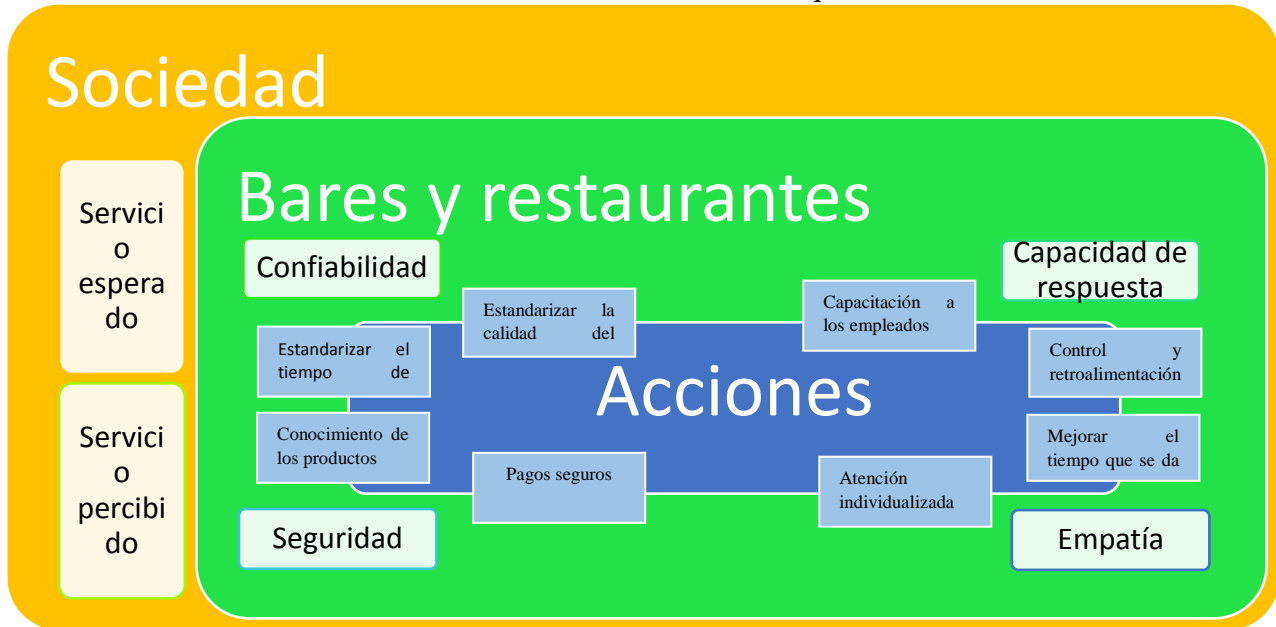 Sociedad
Servici
o
espera
do
Servici
o
percibi
do
Bares y restaurantes
Confiabilidad
Capacidad de
respuesta
Estandarizar la
calidad del
Capacitación a
los empleados
Estandarizar el
tiempo de
Control y
retroalimentación
Acciones
Conocimiento de
los productos
Pagos seguros
Atención
individualizada
Mejorar el
tiempo que se da
Seguridad
Empatía